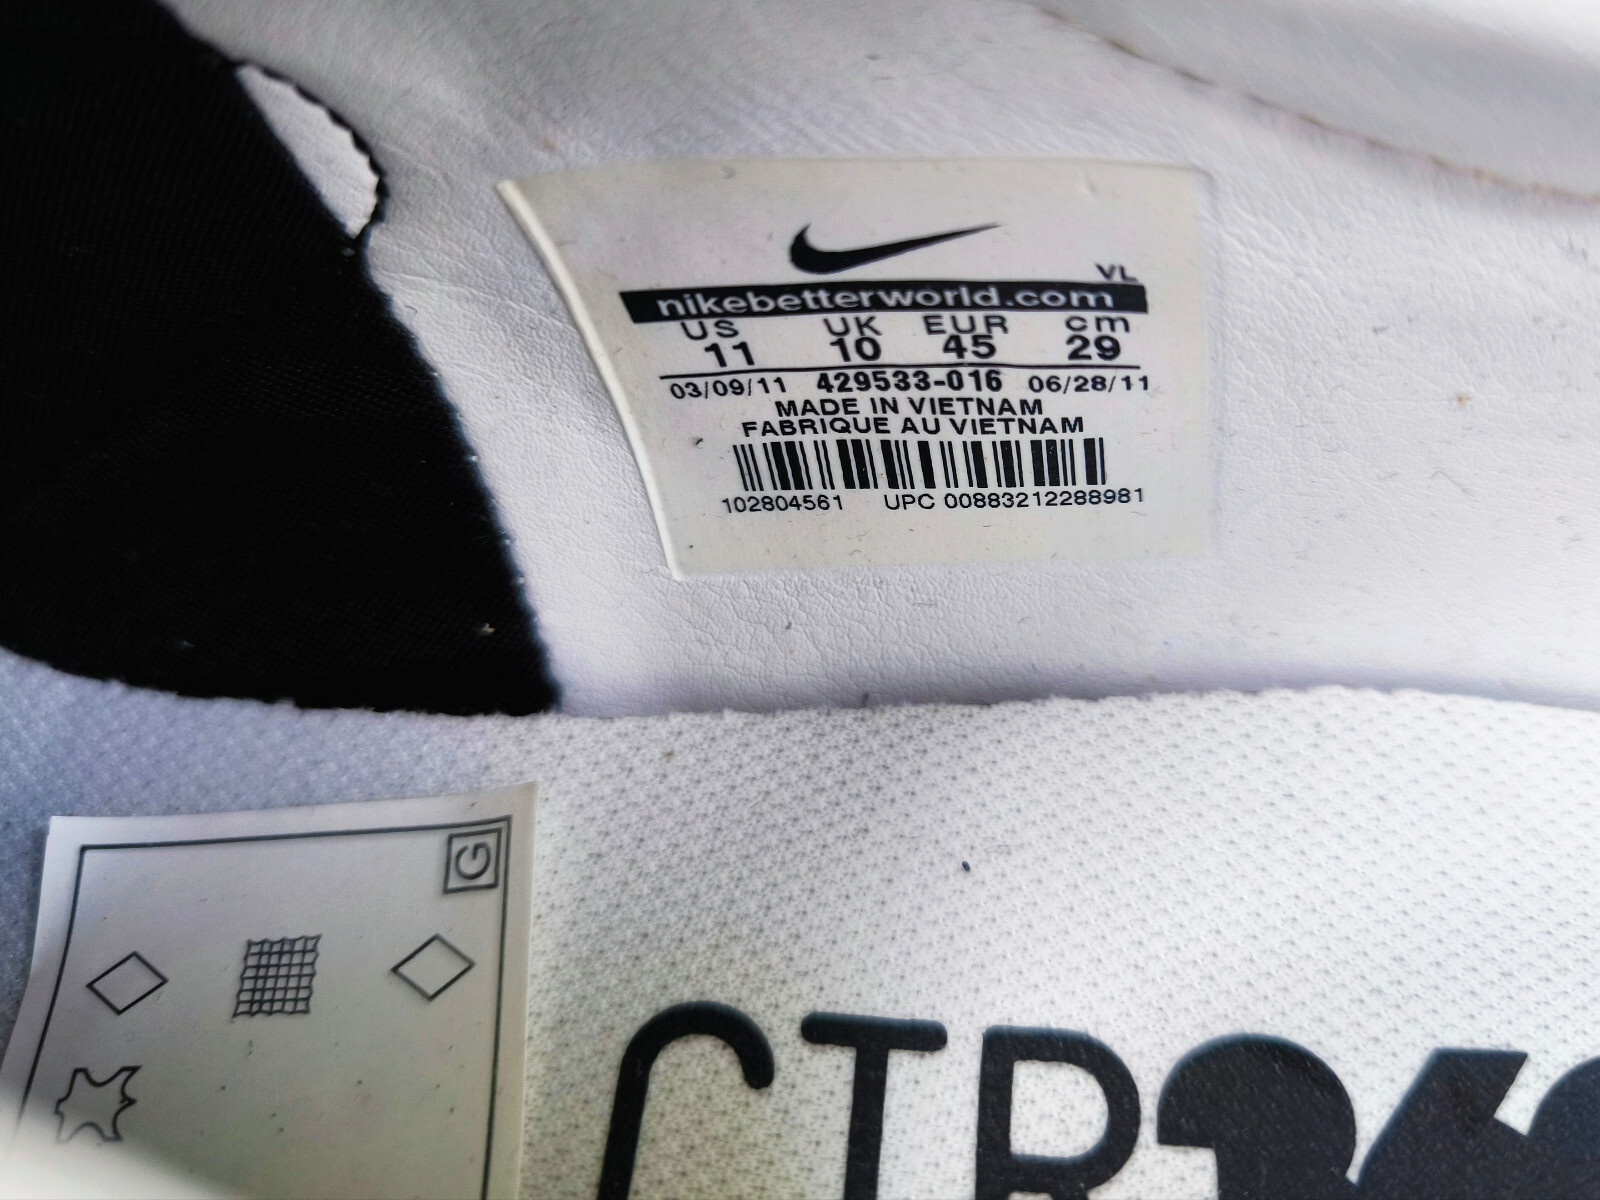 VL
nikebetterworld.com
US UK EUR cm
11 10 45 29
03/09/11 429533-016 06/28/11
MADE IN VIETNAM
FABRIQUE AU VIETNAM
102804561 UPC 00883212288981
G
CTR360